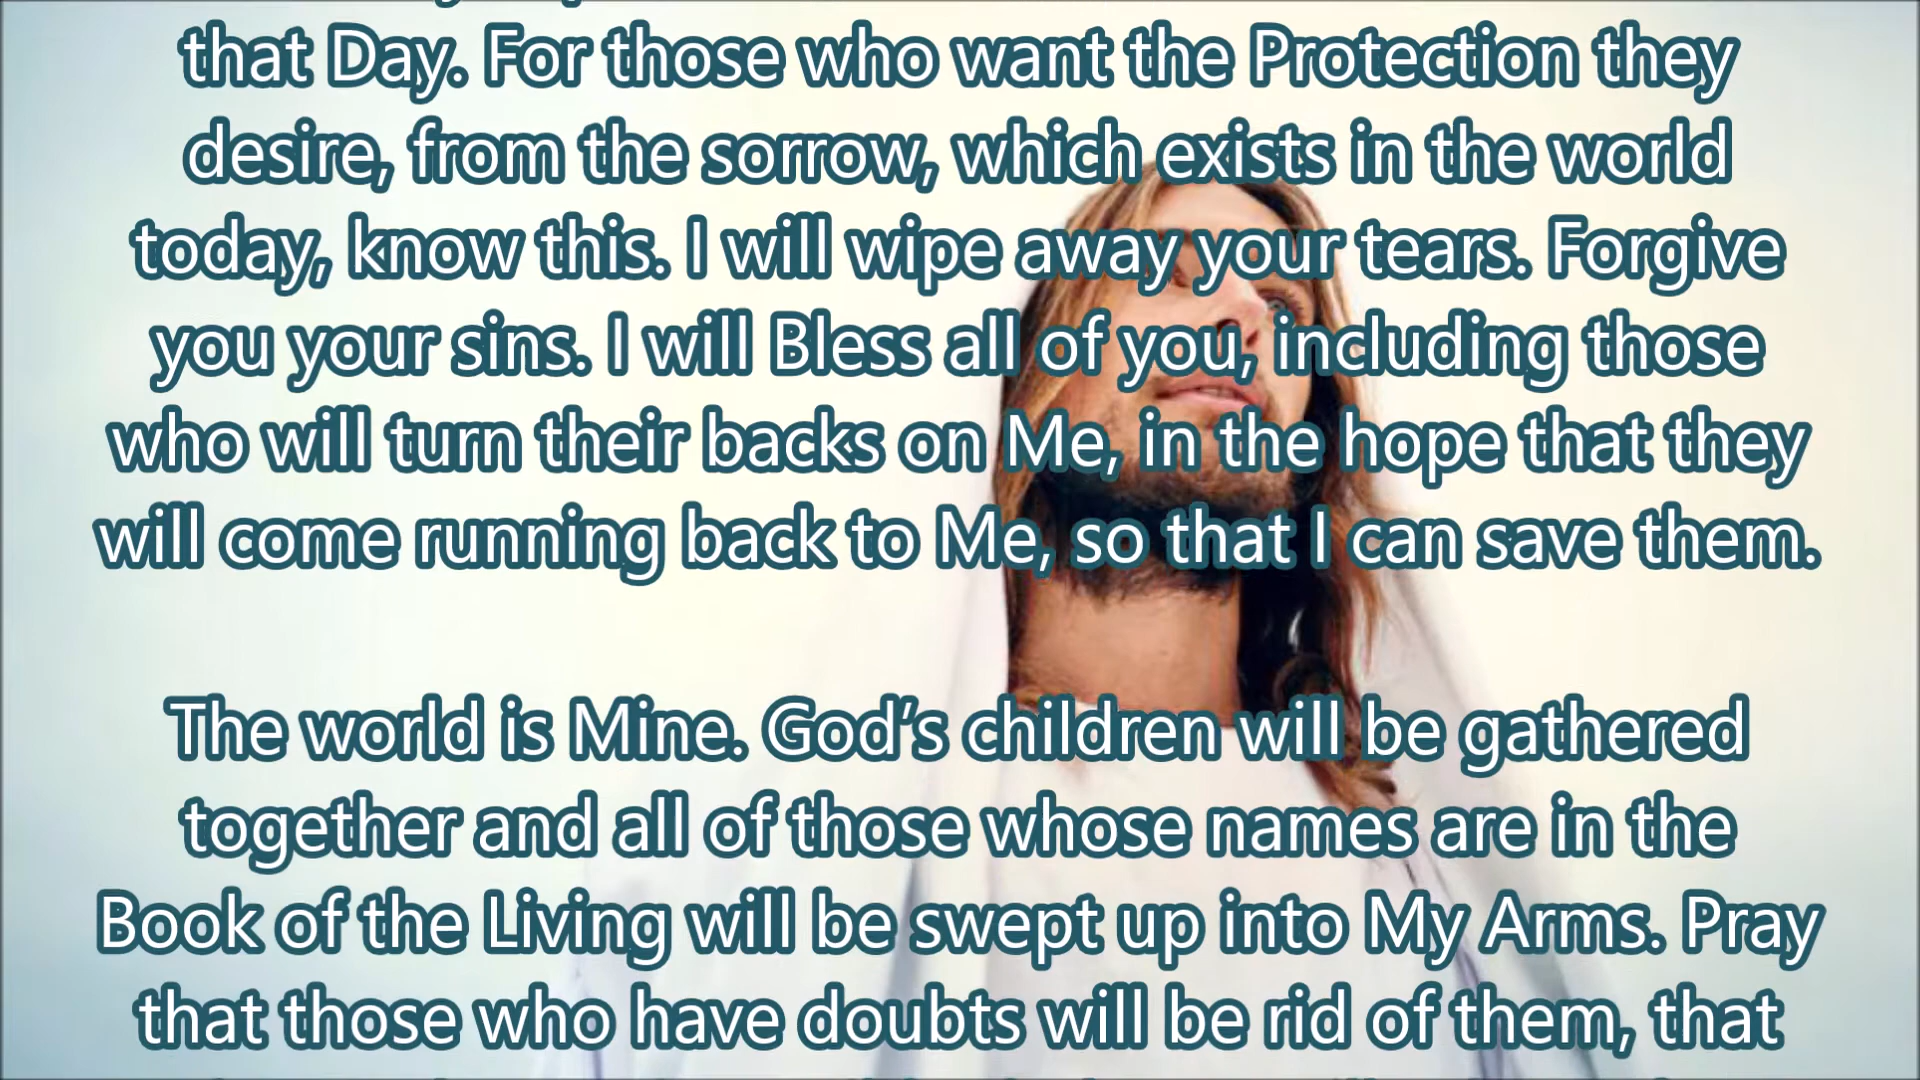 that Day. For those who want the Protection they
desire, from the sorrow, which exists in the world
today, know this. I will wipe away your tears. Forgive
you your sins. I will Bless all of you, including those
who will turn their backs on Me, in the hope that they
will come running back to Me, so that I can save them.
The world is Mine. God’s children will be gathered
together and all of those whose names are in the
Book of the Living will be swept up into My Arms. Pray
that those who have doubts will be rid of them, that